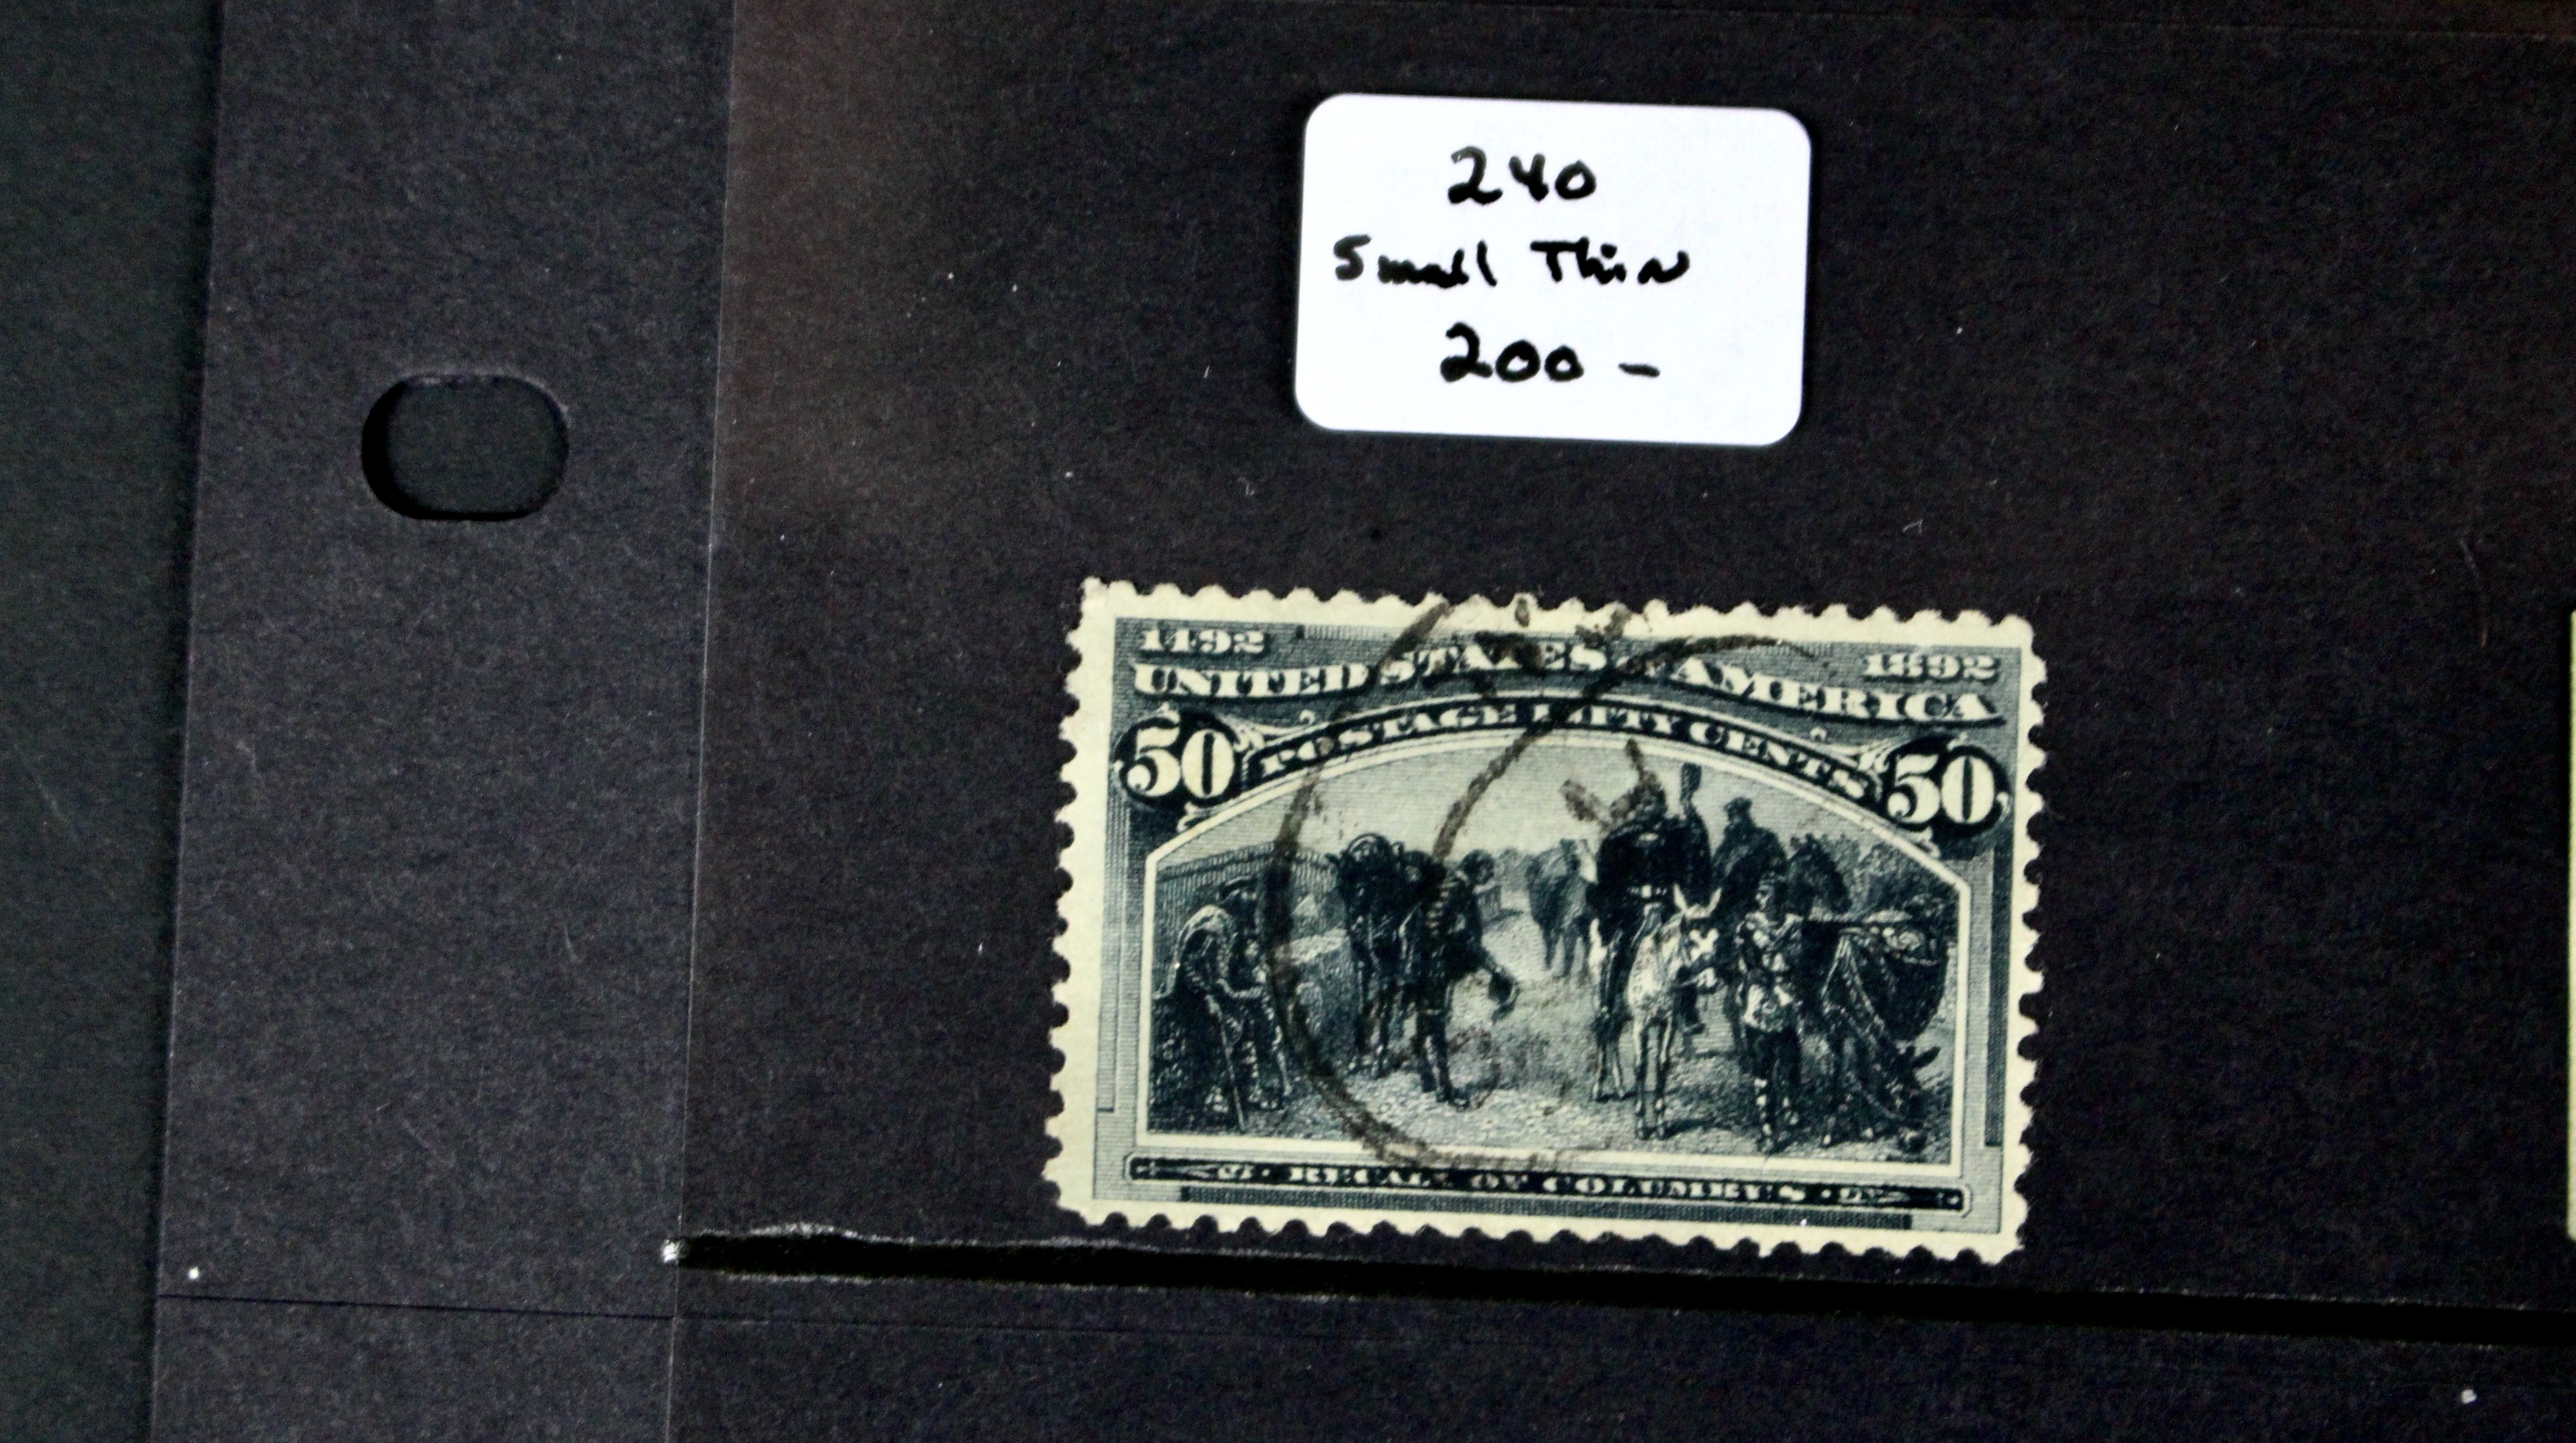 240
Small Thin
200 -
1492 1892
UNITED STATES OF AMERICA
50 POSTAGE FIFTY CENTS 50
RECALL OF COLUMBUS